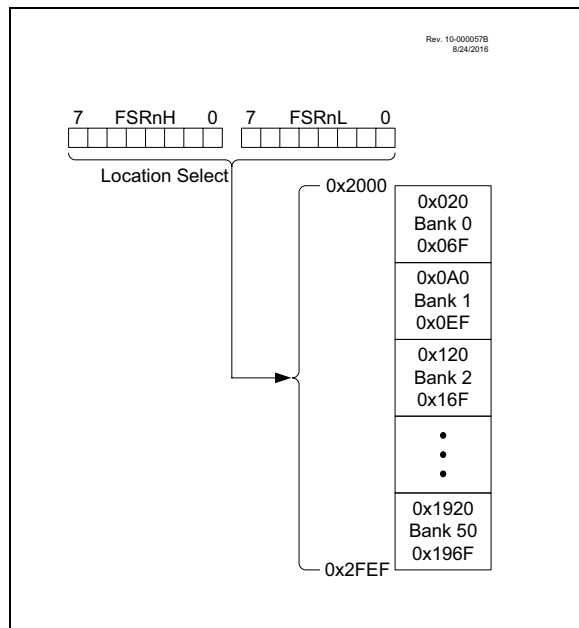 Rev. 10-000057B
8/24/2016
7 FSRnH 0 7 FSRnL 0
Location Select
0x2000
0x020
Bank 0
0x06F
0x0A0
Bank 1
0x0EF
0x120
Bank 2
0x16F
0x1920
Bank 50
0x196F
0x2FEF